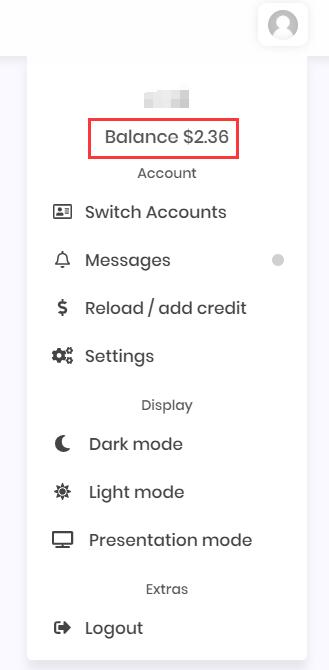 Balance $2.36
Account
Switch Accounts
Messages
Reload / add credit
Settings
Display
Dark mode
Light mode
Presentation mode
Extras
Logout